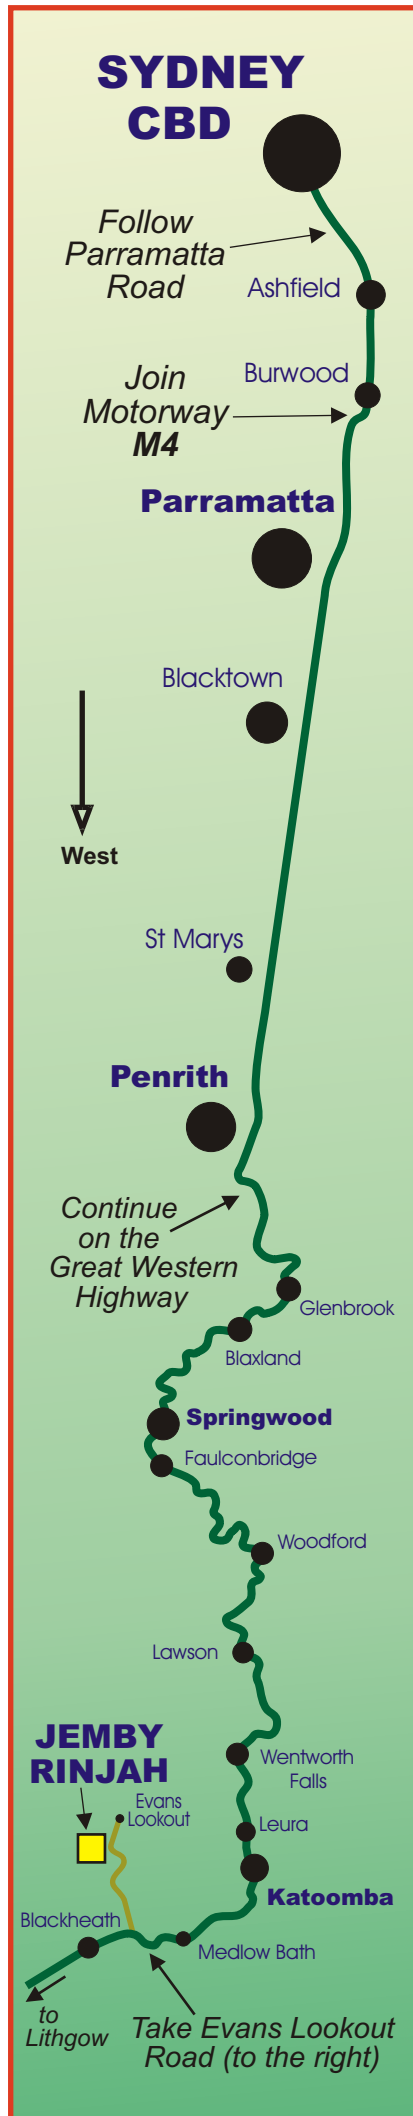 SYDNEY
CBD
Follow
Parramatta
Road
Ashfield
Burwood
Join
Motorway
M4
Parramatta
Blacktown
West
St Marys
Penrith
Continue
on the
Great Western
Highway
Glenbrook
Blaxland
Springwood
Faulconbridge
Woodford
Lawson
JEMBY
RINJAH
Wentworth
Falls
Evans
Lookout
Leura
Katoomba
Blackheath
Medlow Bath
to
Lithgow
Take Evans Lookout
Road (to the right)